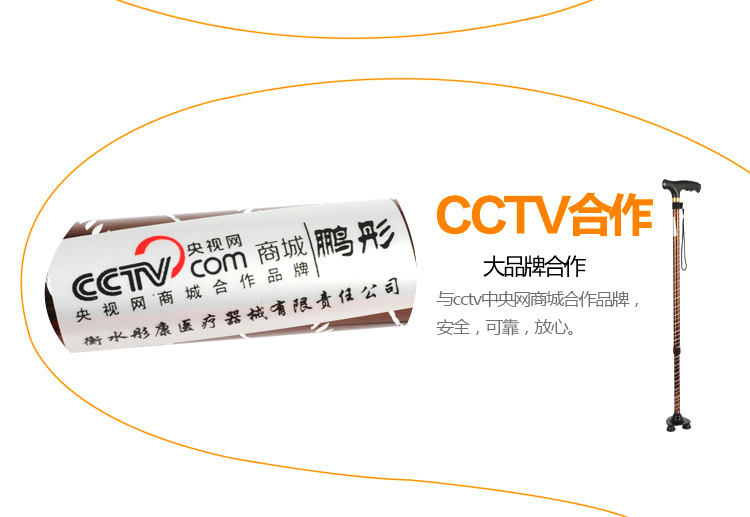 央视网
CCTV com 商城 鹏彤
央视网商城合作品牌
衡水彤康医疗器械有限责任公司
CCTV合作
大品牌合作
与cctv中央网商城合作品牌，
安全，可靠，放心。